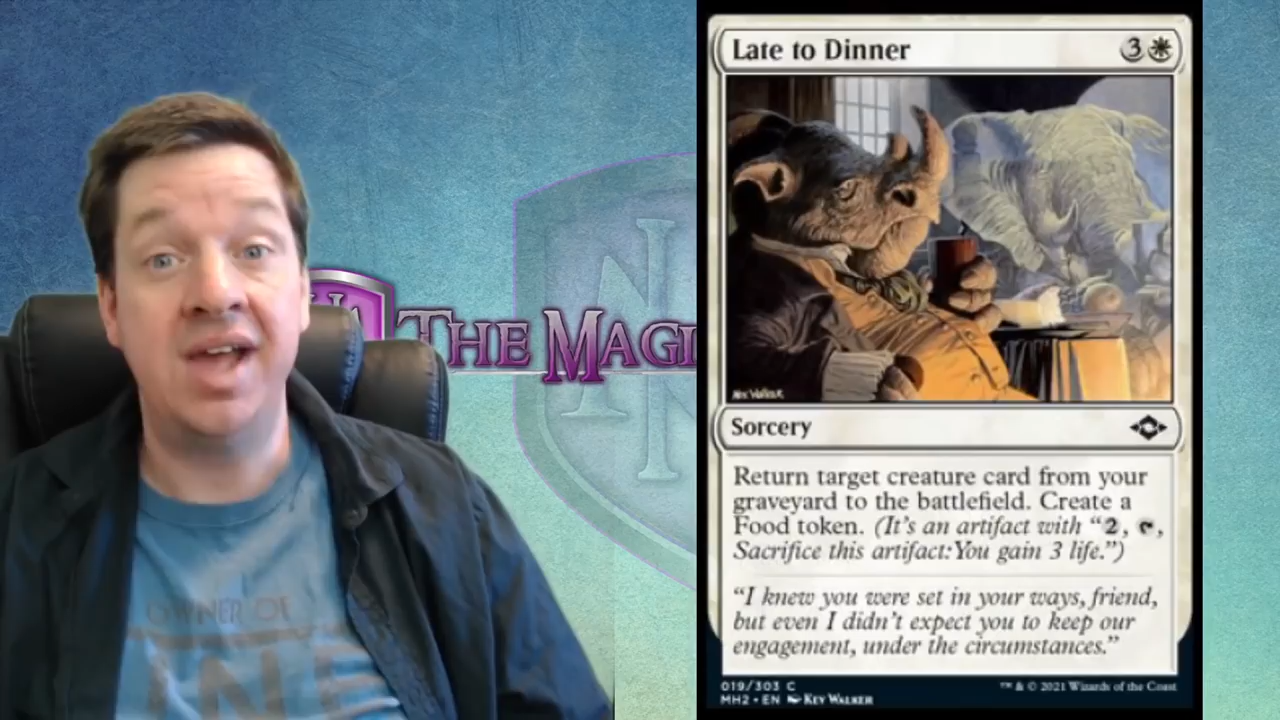 OWNER OF
THE MAGI
Late to Dinner
3
Sorcery
Return target creature card from your
graveyard to the battlefield. Create a
Food token. (It's an artifact with “2, ,
Sacrifice this artifact: You gain 3 life.”)
“I knew you were set in your ways, friend,
but even I didn't expect you to keep our
engagement, under the circumstances.”
019/303 C
MH2 • EN Kev Walker
™ & © 2021 Wizards of the Coast